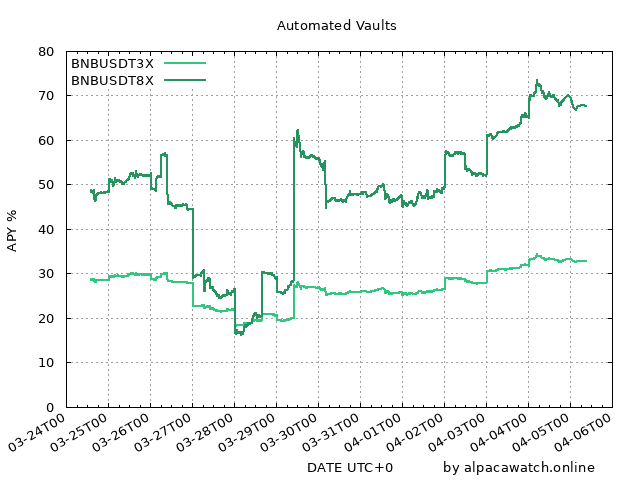 Automated Vaults
BNBUSDT3X
BNBUSDT8X
APY %
80
70
60
50
40
30
20
10
0
03-24T00
03-25T00
03-26T00
03-27T00
03-28T00
03-29T00
03-30T00
03-31T00
04-01T00
04-02T00
04-03T00
04-04T00
04-05T00
04-06T00
DATE UTC+0
by alpacawatch.online